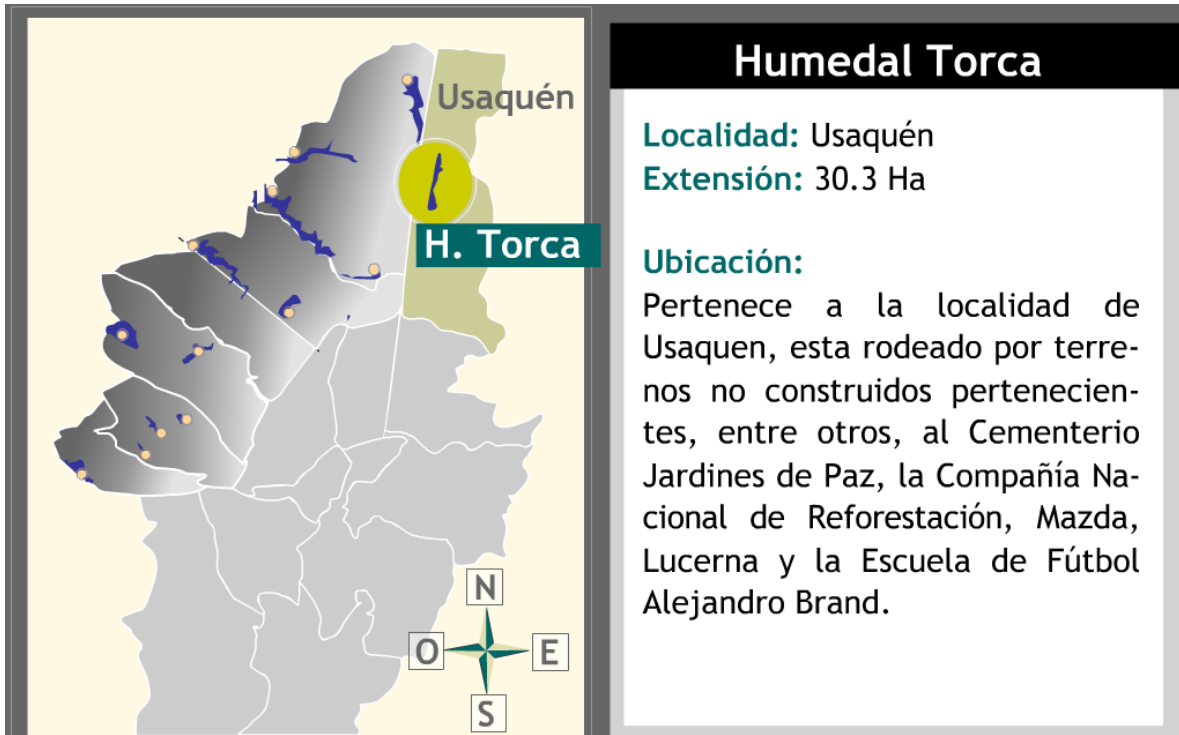 Usaquén
H. Torca
N
O
E
S
Humedal Torca
Localidad: Usaquén
Extensión: 30.3 Ha
Ubicación:
Pertenece a la localidad de
Usaquen, esta rodeado por terre-
nos no construidos pertenecien-
tes, entre otros, al Cementerio
Jardines de Paz, la Compañía Na-
cional de Reforestación, Mazda,
Lucerna y la Escuela de Fútbol
Alejandro Brand.